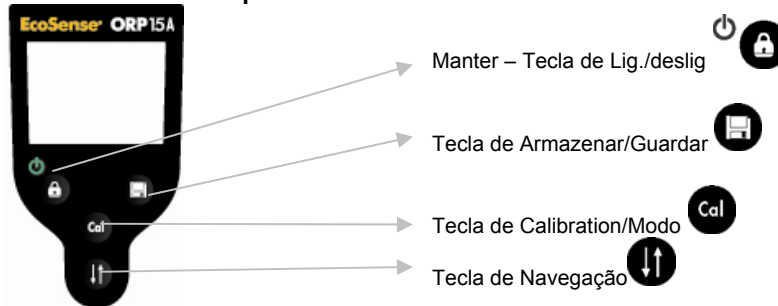 EcoSense® ORP15A
Manter – Tecla de Lig./deslig
Tecla de Armazenar/Guardar
Cal
Tecla de Calibration/Modo
Cal
Tecla de Navegação